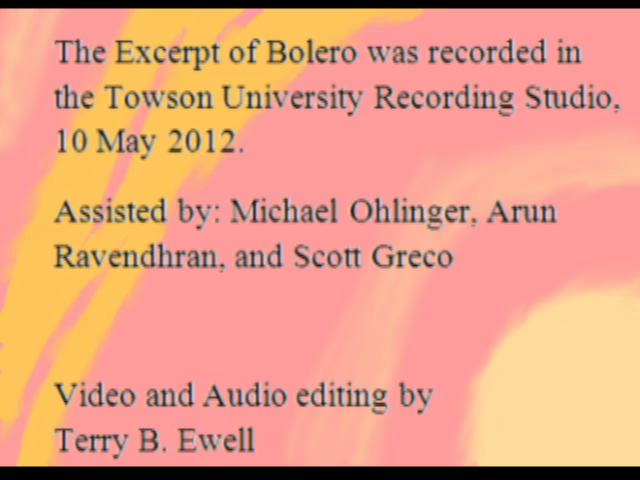 The Excerpt of Bolero was recorded in
the Towson University Recording Studio,
10 May 2012.
Assisted by: Michael Ohlinger, Arun
Ravendhran, and Scott Greco
Video and Audio editing by
Terry B. Ewell